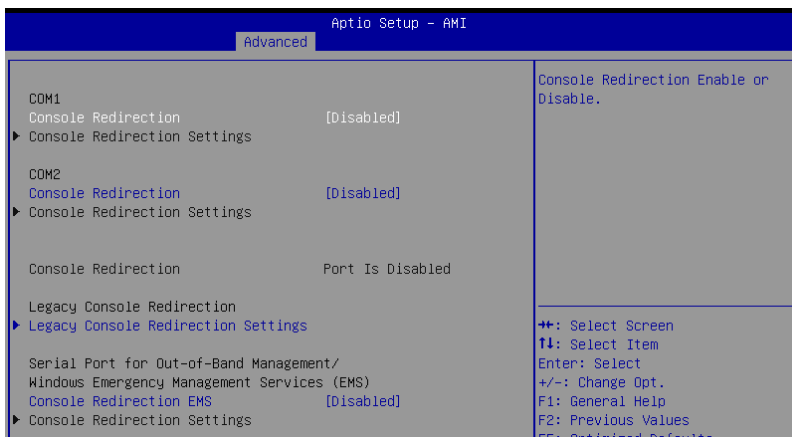 Aptio Setup – AMI
Advanced
COM1
Console Redirection [Disabled]
Console Redirection Settings
COM2
Console Redirection [Disabled]
Console Redirection Settings
Console Redirection Port Is Disabled
Legacy Console Redirection
Legacy Console Redirection Settings
Serial Port for Out-of-Band Management/
Windows Emergency Management Services (EMS)
Console Redirection EMS [Disabled]
Console Redirection Settings
Console Redirection Enable or
Disable.
→←: Select Screen
↑↓: Select Item
Enter: Select
+/-: Change Opt.
F1: General Help
F2: Previous Values